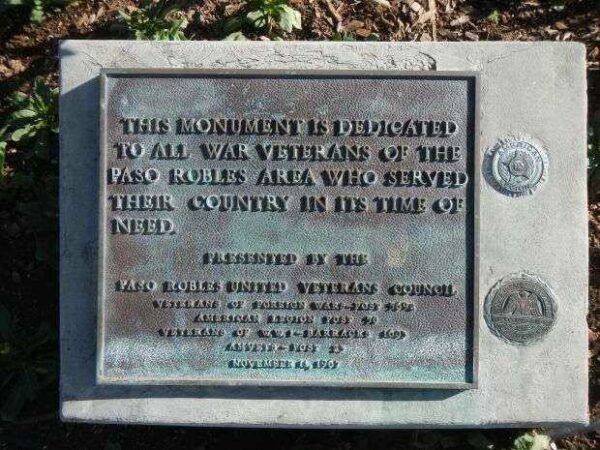 THIS MONUMENT IS DEDICATED
TO ALL WAR VETERANS OF THE
PASO ROBLES AREA WHO SERVED
THEIR COUNTRY IN ITS TIME OF
NEED.
PRESENTED BY THE
PASO ROBLES UNITED VETERANS COUNCIL
VETERANS OF FOREIGN WAR—POST
AMERICAN LEGION POST
VETERANS OF W.W.I—BARRACKS
AMVETS—POST
NOVEMBER